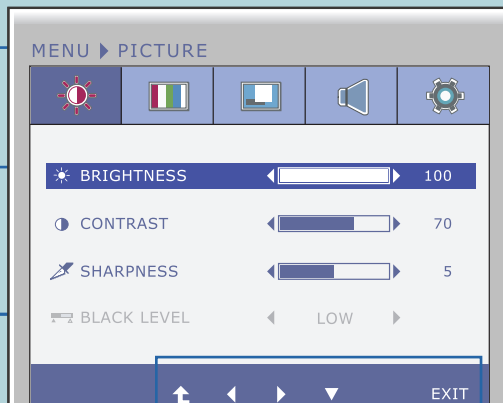 MENU PICTURE
BRIGHTNESS 100
CONTRAST 70
SHARPNESS 5
BLACK LEVEL LOW
EXIT